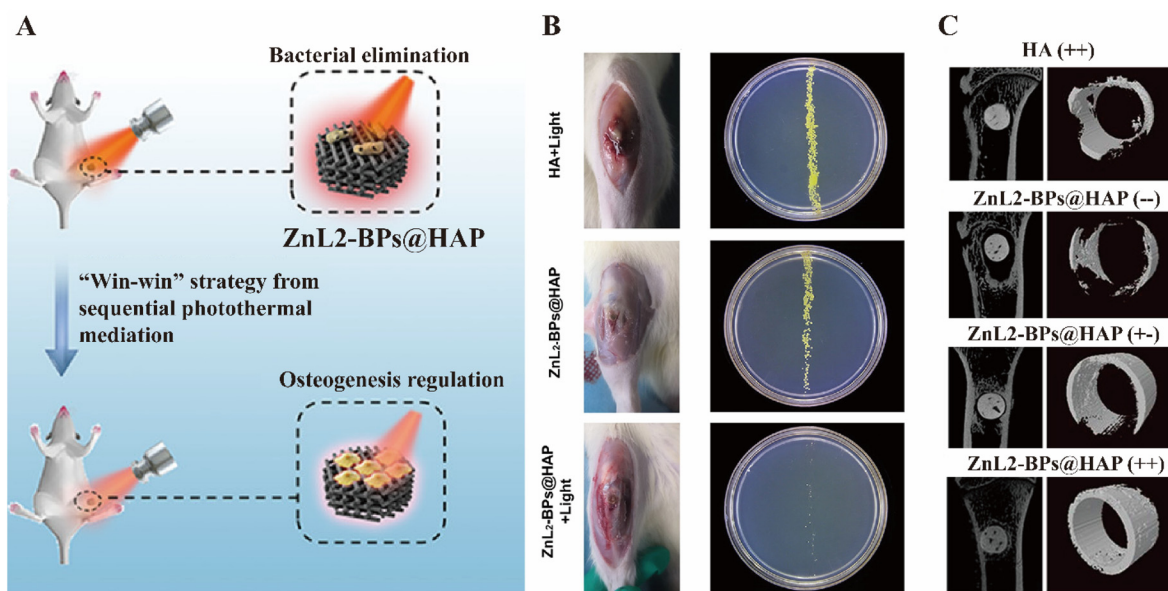 A
Bacterial elimination
ZnL2-BPs@HAP
“Win-win” strategy from
sequential photothermal
mediation
Osteogenesis regulation
B
HA+Light
ZnL2-BPs@HAP
ZnL2-BPs@HAP
+Light
C
HA (++)
ZnL2-BPs@HAP (--)
ZnL2-BPs@HAP (+-)
ZnL2-BPs@HAP (++)